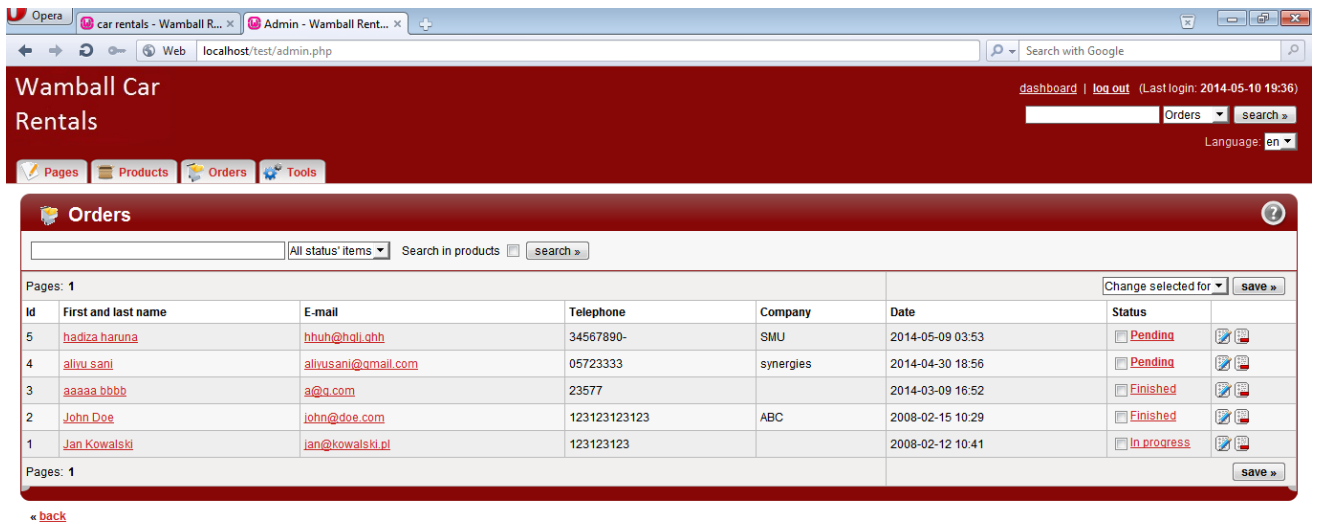 Opera
car rentals - Wamball R... × Admin - Wamball Rent... ×
Web localhost/test/admin.php Search with Google
Wamball Car
Rentals
dashboard | log out (Last login: 2014-05-10 19:36)
Orders search »
Language: en
Pages Products Orders Tools
Orders ?
All status' items Search in products search »
Pages: 1 Change selected for save »
Id First and last name E-mail Telephone Company Date Status
5 hadiza haruna hhuh@hglj.ghh 34567890- SMU 2014-05-09 03:53 Pending
4 aliyu sani aliyusani@gmail.com 05723333 synergies 2014-04-30 18:56 Pending
3 aaaaa bbbb a@q.com 23577 2014-03-09 16:52 Finished
2 John Doe john@doe.com 123123123123 ABC 2008-02-15 10:29 Finished
1 Jan Kowalski jan@kowalski.pl 123123123 2008-02-12 10:41 In progress
Pages: 1 save »
« back